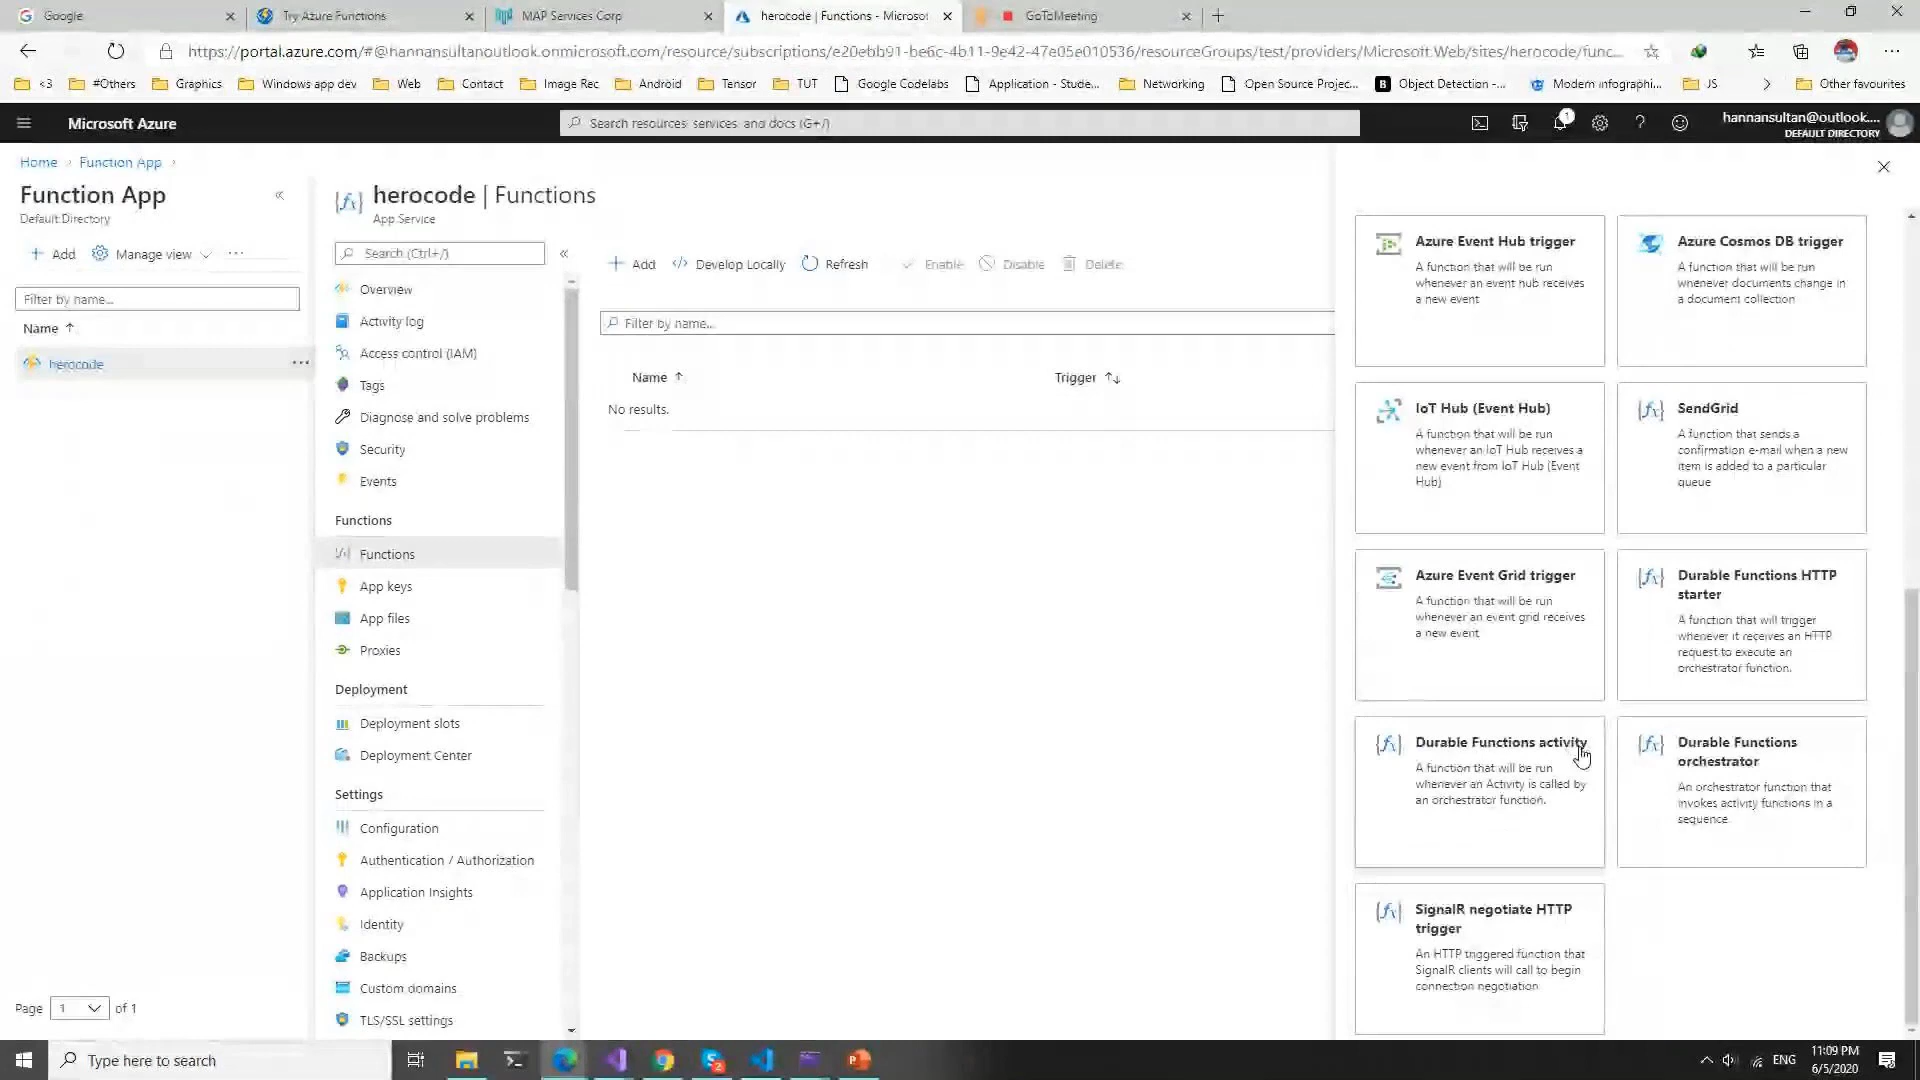 Google
Try Azure Functions
MAP Services Corp
herocode | Functions - Microsof
GoToMeeting
https://portal.azure.com/#@hannansultanoutlook.onmicrosoft.com/resource/subscriptions/e20ebb91-be6c-4b11-9e42-47e05e010536/resourceGroups/test/providers/Microsoft.Web/sites/herocode/func...
<3
#Others
Graphics
Windows app dev
Web
Contact
Image Rec
Android
Tensor
TUT
Google Codelabs
Application - Stude...
Networking
Open Source Projec...
Object Detection -...
Modern infographi...
JS
Other favourites
Microsoft Azure
Search resources, services, and docs (G+/)
1
hannansultan@outlook....
DEFAULT DIRECTORY
Home
Function App
Function App
Default Directory
Add
Manage view
Filter by name...
Name ↑
herocode
Page 1 of 1
herocode | Functions
App Service
Search (Ctrl+/)
Overview
Activity log
Access control (IAM)
Tags
Diagnose and solve problems
Security
Events
Functions
Functions
App keys
App files
Proxies
Deployment
Deployment slots
Deployment Center
Settings
Configuration
Authentication / Authorization
Application Insights
Identity
Backups
Custom domains
TLS/SSL settings
Add
Develop Locally
Refresh
Enable
Disable
Delete
Filter by name...
Name ↑
Trigger ↑↓
No results.
Azure Event Hub trigger
A function that will be run
whenever an event hub receives
a new event
Azure Cosmos DB trigger
A function that will be run
whenever documents change in
a document collection
IoT Hub (Event Hub)
A function that will be run
whenever an IoT Hub receives a
new event from IoT Hub (Event
Hub)
SendGrid
A function that sends a
confirmation e-mail when a new
item is added to a particular
queue
Azure Event Grid trigger
A function that will be run
whenever an event grid receives
a new event
Durable Functions HTTP
starter
A function that will trigger
whenever it receives an HTTP
request to execute an
orchestrator function.
Durable Functions activity
A function that will be run
whenever an Activity is called by
an orchestrator function.
Durable Functions
orchestrator
An orchestrator function that
invokes activity functions in a
sequence.
SignalR negotiate HTTP
trigger
An HTTP triggered function that
SignalR clients will call to begin
connection negotiation
Type here to search
2
ENG
11:09 PM
6/5/2020